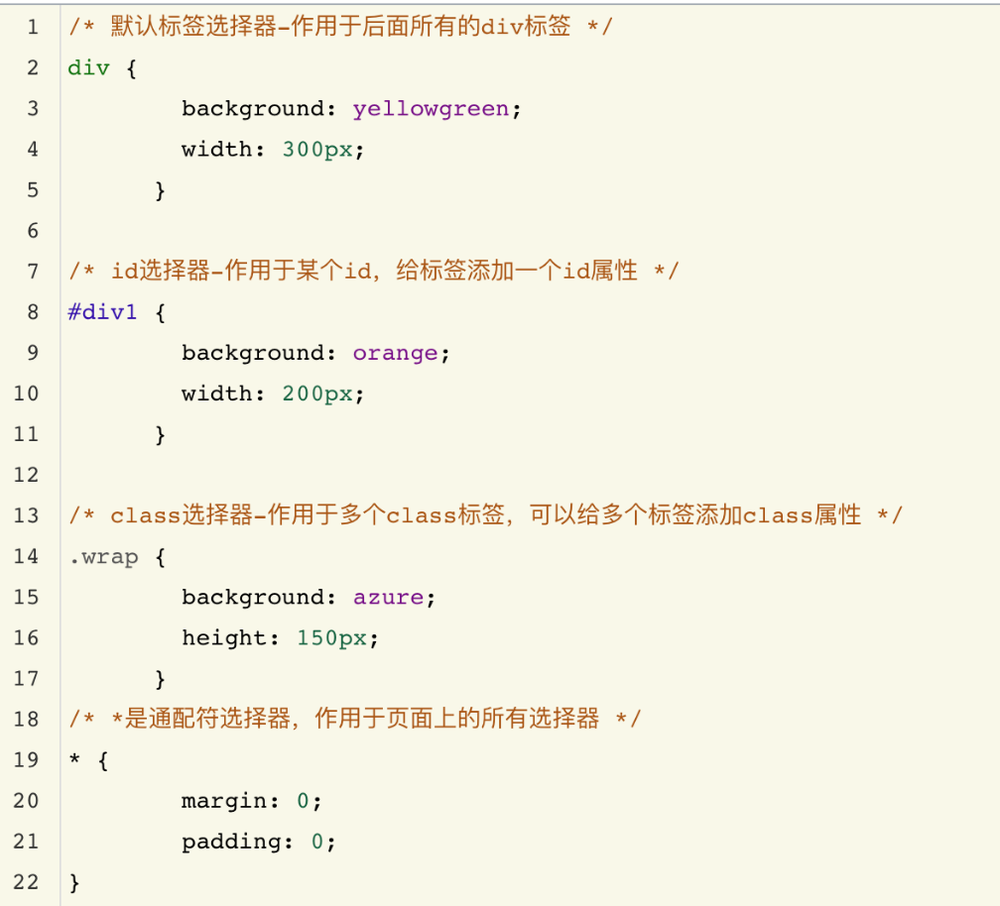 1 /* 默认标签选择器-作用于后面所有的div标签 */
2 div {
3 background: yellowgreen;
4 width: 300px;
5 }
6
7 /* id选择器-作用于某个id，给标签添加一个id属性 */
8 #div1 {
9 background: orange;
10 width: 200px;
11 }
12
13 /* class选择器-作用于多个class标签，可以给多个标签添加class属性 */
14 .wrap {
15 background: azure;
16 height: 150px;
17 }
18 /* *是通配符选择器，作用于页面上的所有选择器 */
19 * {
20 margin: 0;
21 padding: 0;
22 }